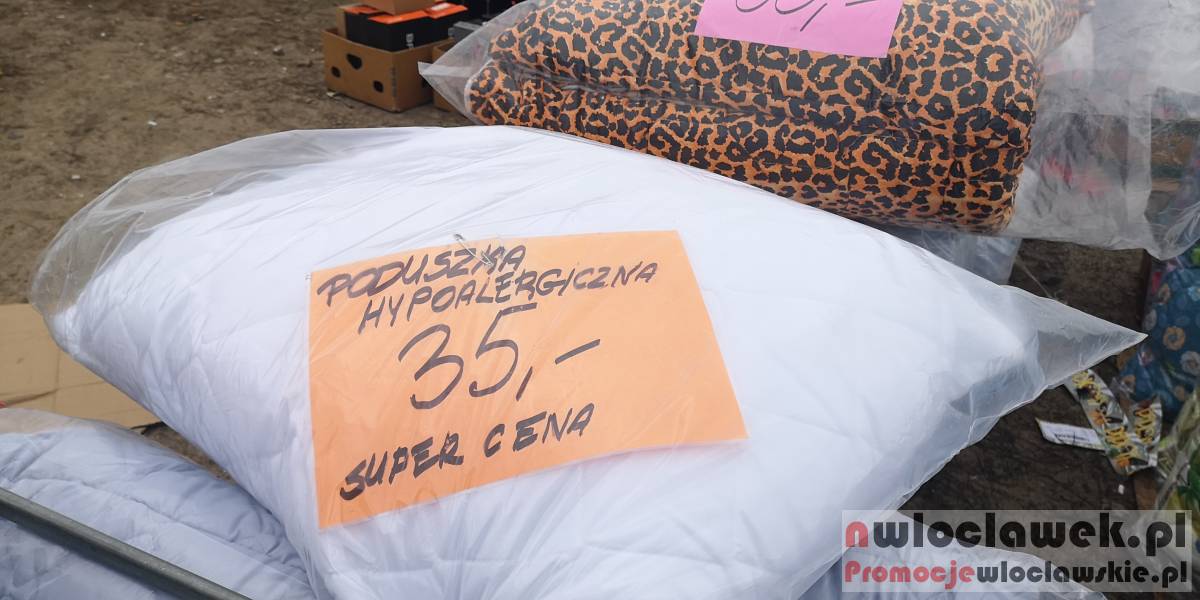 PODUSZKA
HYPOALERGICZNA
35,-
SUPER CENA
nwloclawek.pl
Promocjewloclawskie.pl